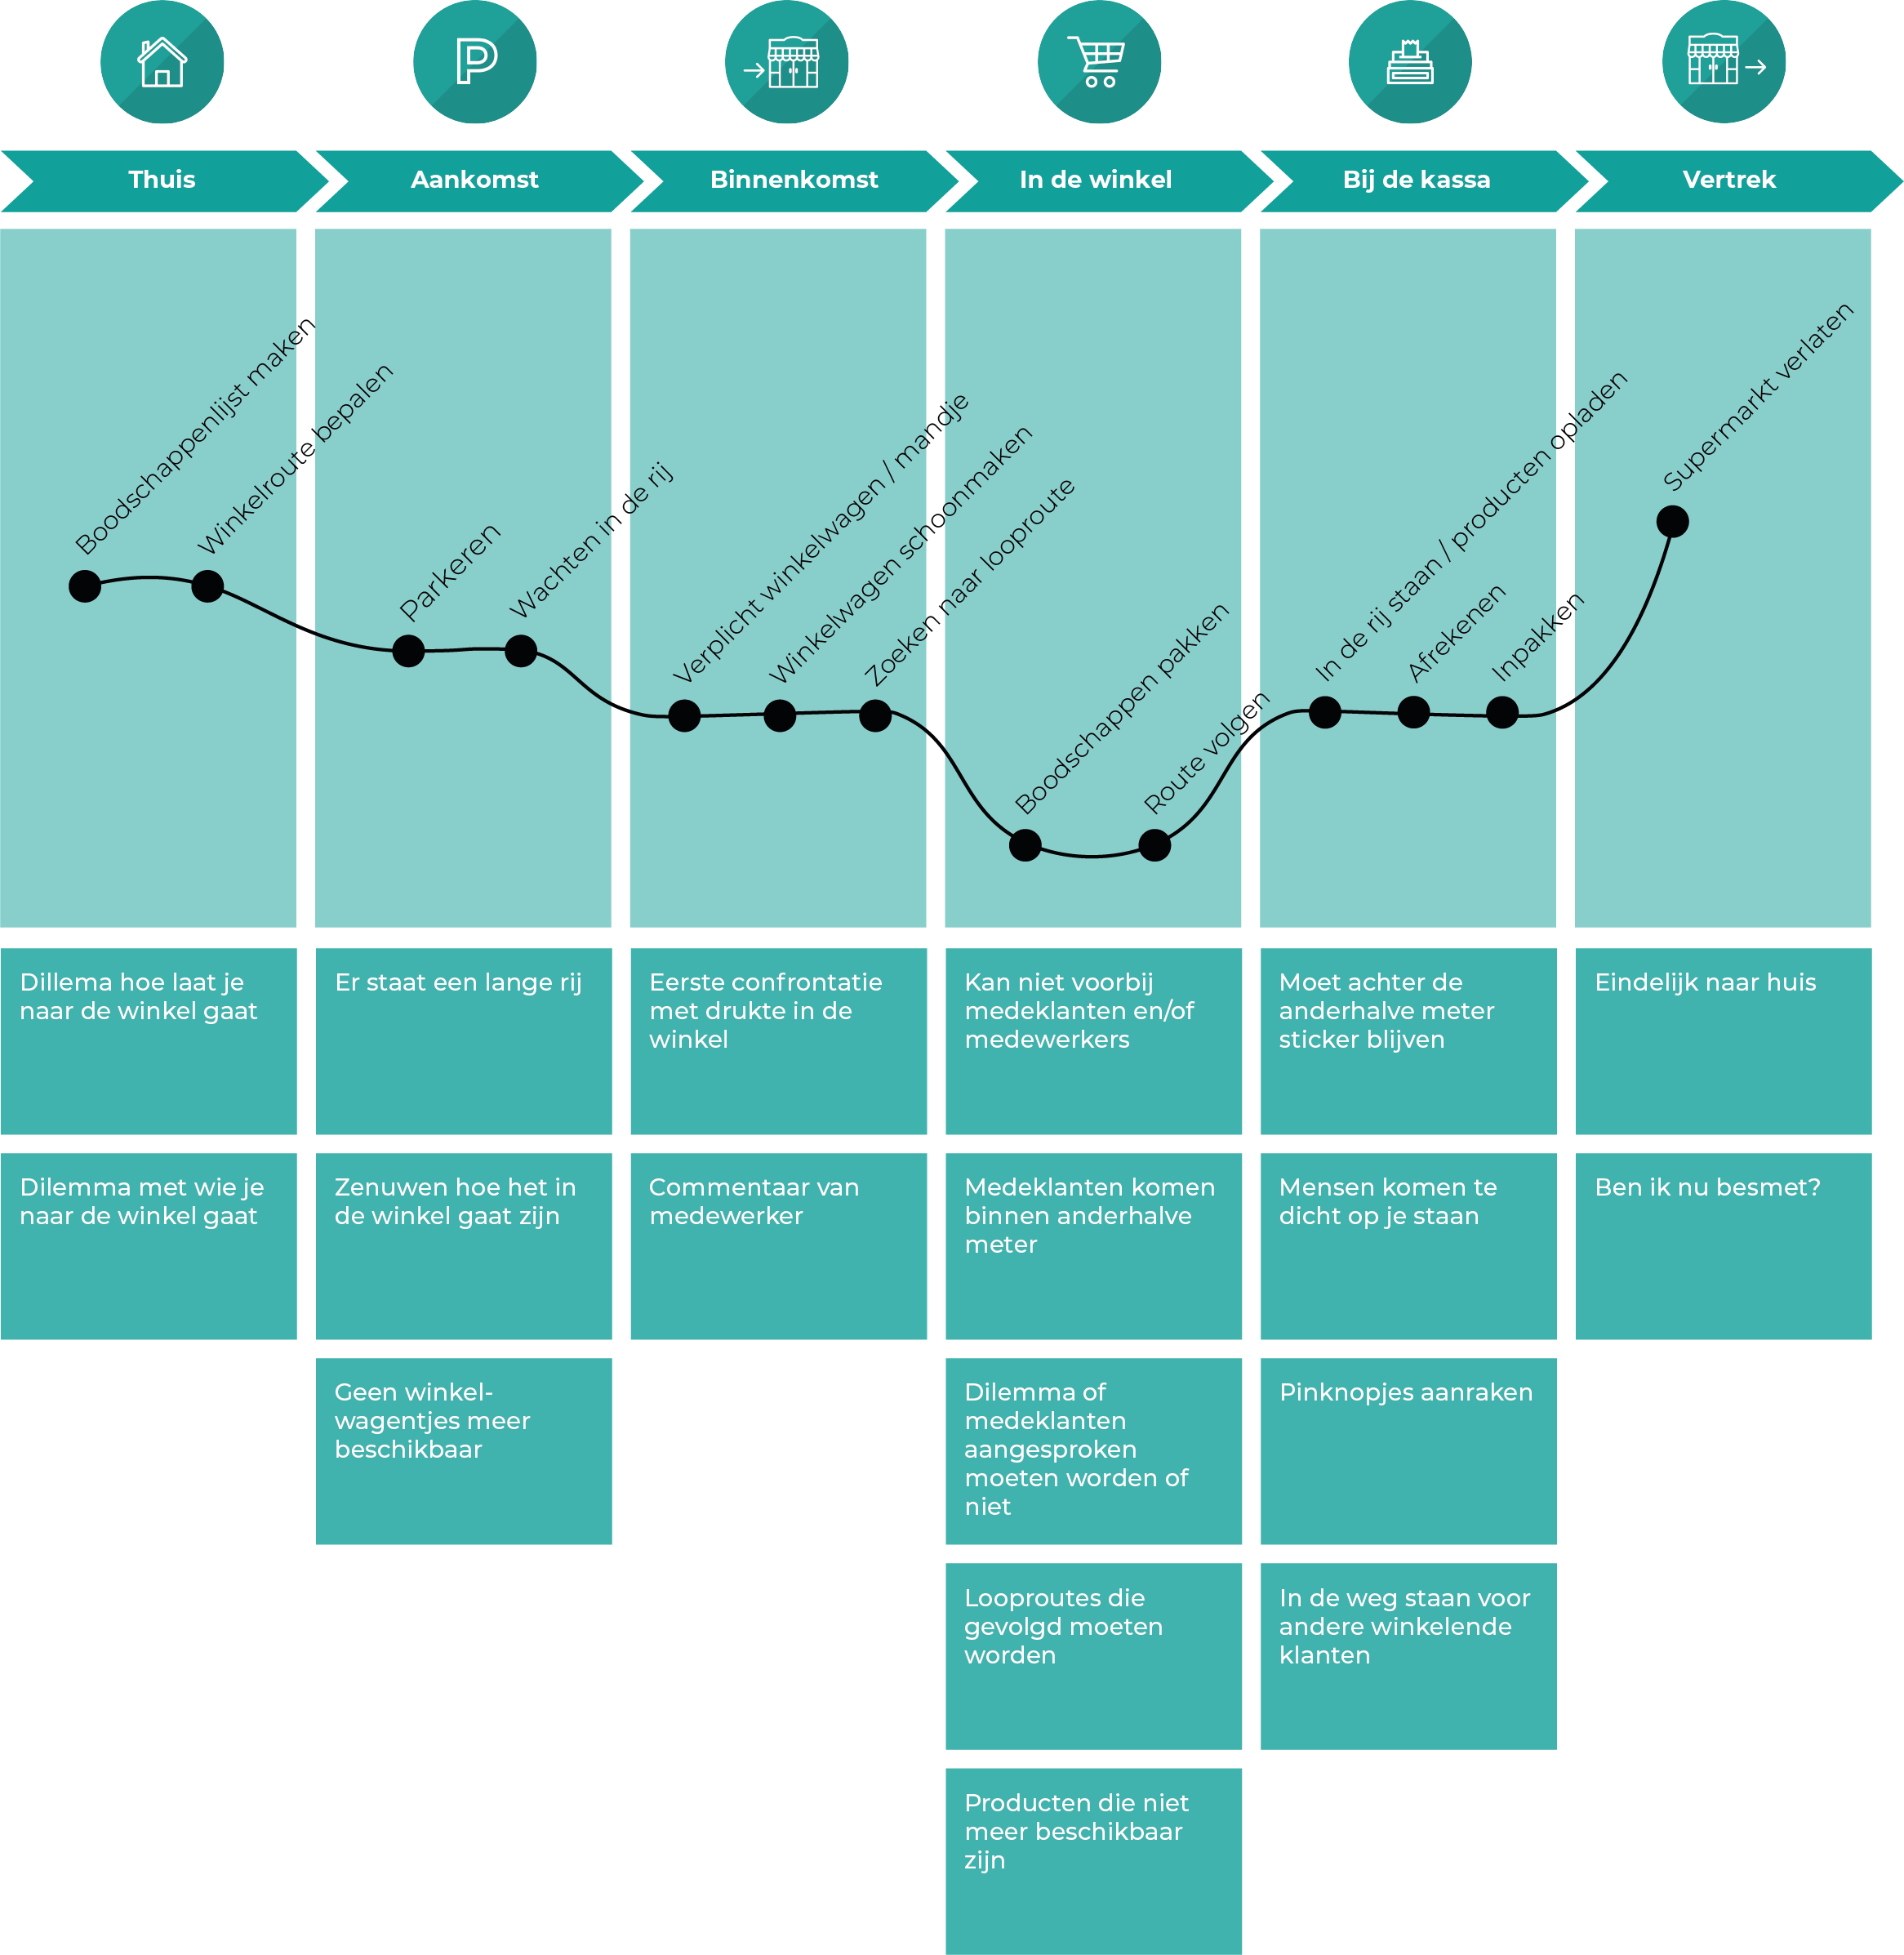 P
Thuis
Aankomst
Binnenkomst
In de winkel
Bij de kassa
Vertrek
Boodschappenlijst maken
Winkelroute bepalen
Parkeren
Wachten in de rij
Verplicht winkelwagen / mandje
Winkelwagen schoonmaken
Zoeken naar looproute
Boodschappen pakken
Route volgen
In de rij staan / producten opladen
Afrekenen
Inpakken
Supermarkt verlaten
Dillema hoe laat je
naar de winkel gaat
Er staat een lange rij
Eerste confrontatie
met drukte in de
winkel
Kan niet voorbij
medeklanten en/of
medewerkers
Moet achter de
anderhalve meter
sticker blijven
Eindelijk naar huis
Dilemma met wie je
naar de winkel gaat
Zenuwen hoe het in
de winkel gaat zijn
Commentaar van
medewerker
Medeklanten komen
binnen anderhalve
meter
Mensen komen te
dicht op je staan
Ben ik nu besmet?
Geen winkel-
wagentjes meer
beschikbaar
Dilemma of
medeklanten
aangesproken
moeten worden of
niet
Pinknopjes aanraken
Looproutes die
gevolgd moeten
worden
In de weg staan voor
andere winkelende
klanten
Producten die niet
meer beschikbaar
zijn